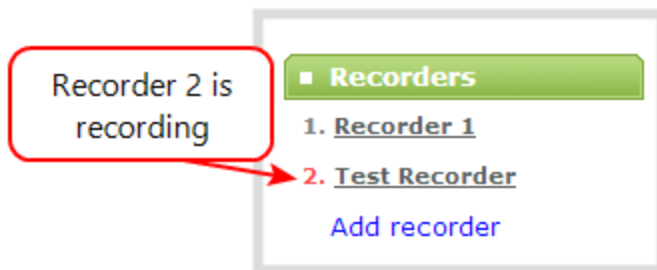 Recorder 2 is
recording
Recorders
1. Recorder 1
2. Test Recorder
Add recorder